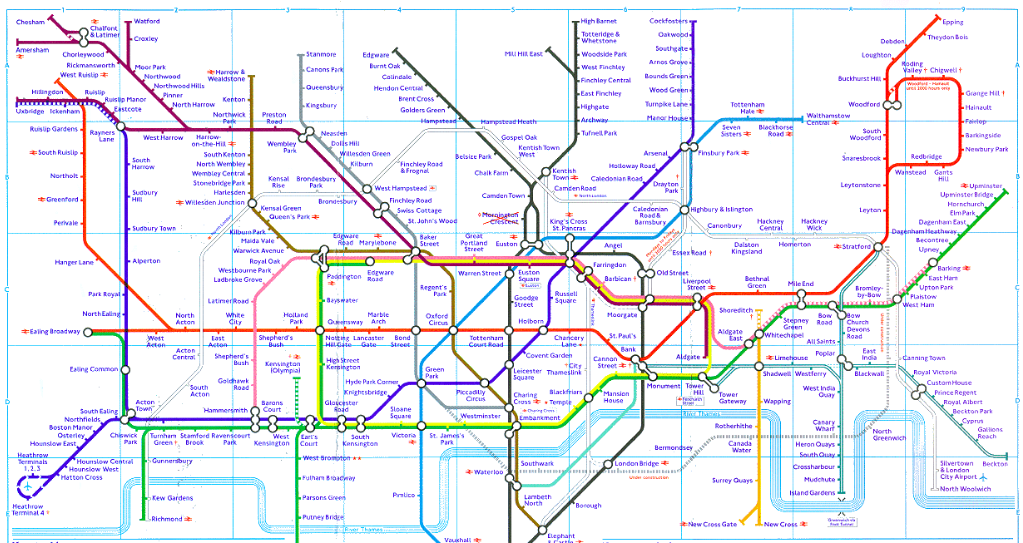 1
2
3
4
5
6
7
8
9
Chesham
Chalfont
& Latimer
Watford
Croxley
Amersham
Chorleywood
Rickmansworth
Moor Park
Northwood
Northwood Hills
Pinner
North Harrow
West Ruislip
Hillingdon
Ruislip
Ruislip Manor
Eastcote
Uxbridge
Ickenham
Ruislip Gardens
Rayners
Lane
West Harrow
Harrow-
on-the-Hill
Northwick
Park
Preston
Road
Harrow &
Wealdstone
Kenton
South Kenton
North Wembley
Wembley Central
Stonebridge Park
Harlesden
Willesden Junction
Kensal Green
Queen's Park
Kilburn Park
Maida Vale
Warwick Avenue
Royal Oak
Westbourne Park
Ladbroke Grove
Latimer Road
Stanmore
Canons Park
Queensbury
Kingsbury
Wembley
Park
Neasden
Dollis Hill
Willesden Green
Kilburn
West Hampstead
Finchley Road
Swiss Cottage
St. John's Wood
Kensal
Rise
Brondesbury
Park
Brondesbury
Finchley Road
& Frognal
Edgware
Burnt Oak
Colindale
Hendon Central
Brent Cross
Golders Green
Hampstead
Hampstead Heath
Gospel Oak
Belsize Park
Chalk Farm
Camden Town
Mornington
Crescent
Kentish Town
West
Kentish
Town
Camden Road
High Barnet
Totteridge &
Whetstone
Woodside Park
Mill Hill East
West Finchley
Finchley Central
East Finchley
Highgate
Archway
Tufnell Park
Cockfosters
Oakwood
Southgate
Arnos Grove
Bounds Green
Wood Green
Turnpike Lane
Manor House
Arsenal
Holloway Road
Caledonian Road
Finsbury Park
Drayton
Park
Tottenham
Hale
Seven
Sisters
Blackhorse
Road
Walthamstow
Central
Caledonian
Road &
Barnsbury
Highbury & Islington
Canonbury
Essex Road
Dalston
Kingsland
Hackney
Central
Homerton
Hackney
Wick
Epping
Theydon Bois
Debden
Loughton
Buckhurst Hill
Roding
Valley
Chigwell
Woodford
Grange Hill
Hainault
Fairlop
Barkingside
Newbury Park
South
Woodford
Snaresbrook
Redbridge
Wanstead
Gants
Hill
Leytonstone
Leyton
Stratford
Upminster
Upminster Bridge
Hornchurch
Elm Park
Dagenham East
Dagenham Heathway
Becontree
Upney
Barking
East Ham
Upton Park
Plaistow
West Ham
South Ruislip
Northolt
Greenford
Perivale
Hanger Lane
South
Harrow
Sudbury
Hill
Sudbury Town
Alperton
Park Royal
North Ealing
Ealing Broadway
West
Acton
North
Acton
East
Acton
White
City
Shepherd's
Bush
Holland
Park
Notting
Hill Gate
Queensway
Lancaster
Gate
Marble
Arch
Bond
Street
Oxford
Circus
Tottenham
Court Road
Holborn
Chancery
Lane
St. Paul's
Bank
Edgware
Road
Marylebone
Baker
Street
Great
Portland
Street
Warren Street
Euston
King's Cross
St. Pancras
Angel
Euston
Square
Farringdon
Barbican
Moorgate
Old Street
Liverpool
Street
Paddington
Edgware
Road
Bayswater
Regent's
Park
Goodge
Street
Russell
Square
Bethnal
Green
Mile End
Bromley-
by-Bow
Bow
Road
Bow
Church
Stepney
Green
Devons
Road
Shoreditch
Whitechapel
Aldgate
East
Aldgate
Acton
Central
South
Acton
Ealing Common
Shepherd's
Bush
Goldhawk
Road
Hammersmith
Kensington
(Olympia)
High Street
Kensington
Hyde Park Corner
Knightsbridge
Green
Park
Piccadilly
Circus
Covent Garden
Leicester
Square
Charing
Cross
City
Thameslink
Cannon
Street
Blackfriars
Temple
Mansion
House
Embankment
Westminster
Monument
Tower
Hill
Tower
Gateway
Limehouse
Shadwell
Westferry
Poplar
All Saints
East
India
Blackwall
Canning Town
Royal Victoria
Custom House
Prince Regent
Royal Albert
Beckton Park
Cyprus
Gallions
Reach
Beckton
West India
Quay
Canary
Wharf
Heron Quays
South Quay
Crossharbour
Mudchute
Island Gardens
North
Greenwich
Silvertown
& London
City Airport
North Woolwich
Wapping
Rotherhithe
Canada
Water
Surrey Quays
New Cross Gate
New Cross
Bermondsey
London Bridge
Southwark
Waterloo
Lambeth
North
Borough
Elephant
& Castle
Under construction
River Thames
South Ealing
Northfields
Boston Manor
Osterley
Hounslow East
Hounslow Central
Hounslow West
Hatton Cross
Heathrow
Terminals
1,2,3
Heathrow
Terminal 4
Acton
Town
Chiswick
Park
Turnham
Green
Stamford
Brook
Ravenscourt
Park
Barons
Court
West
Kensington
Earl's
Court
Gloucester
Road
South
Kensington
Sloane
Square
Victoria
St. James's
Park
Pimlico
Vauxhall
Gunnersbury
Kew Gardens
Richmond
West Brompton
Fulham Broadway
Parsons Green
Putney Bridge
River Thames